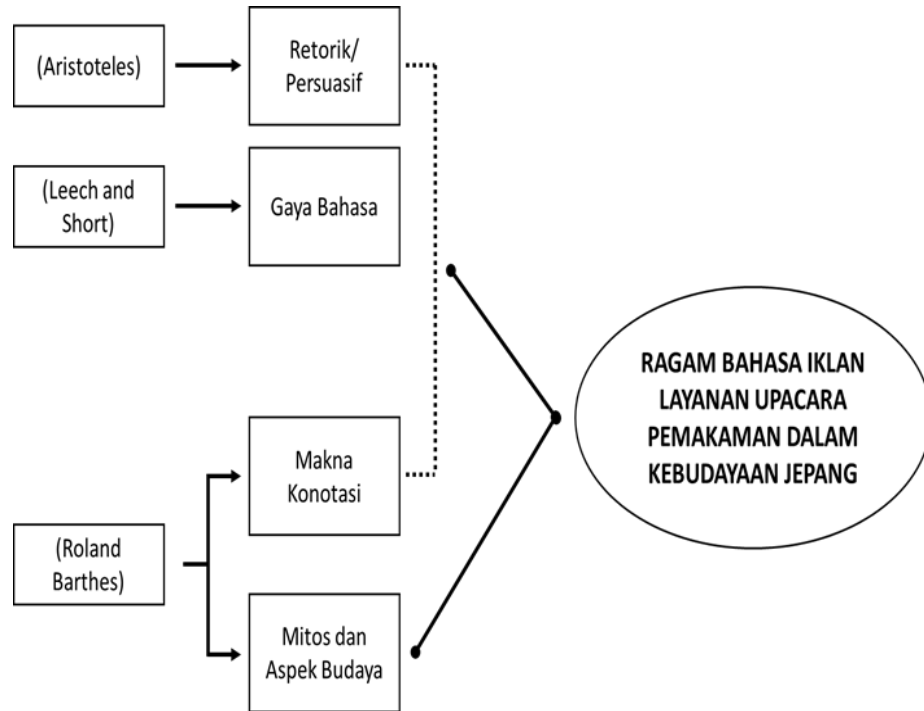 (Aristoteles)
Retorik/
Persuasif
(Leech and
Short)
Gaya Bahasa
Makna
Konotasi
(Roland
Barthes)
Mitos dan
Aspek Budaya
RAGAM BAHASA IKLAN
LAYANAN UPACARA
PEMAKAMAN DALAM
KEBUDAYAAN JEPANG